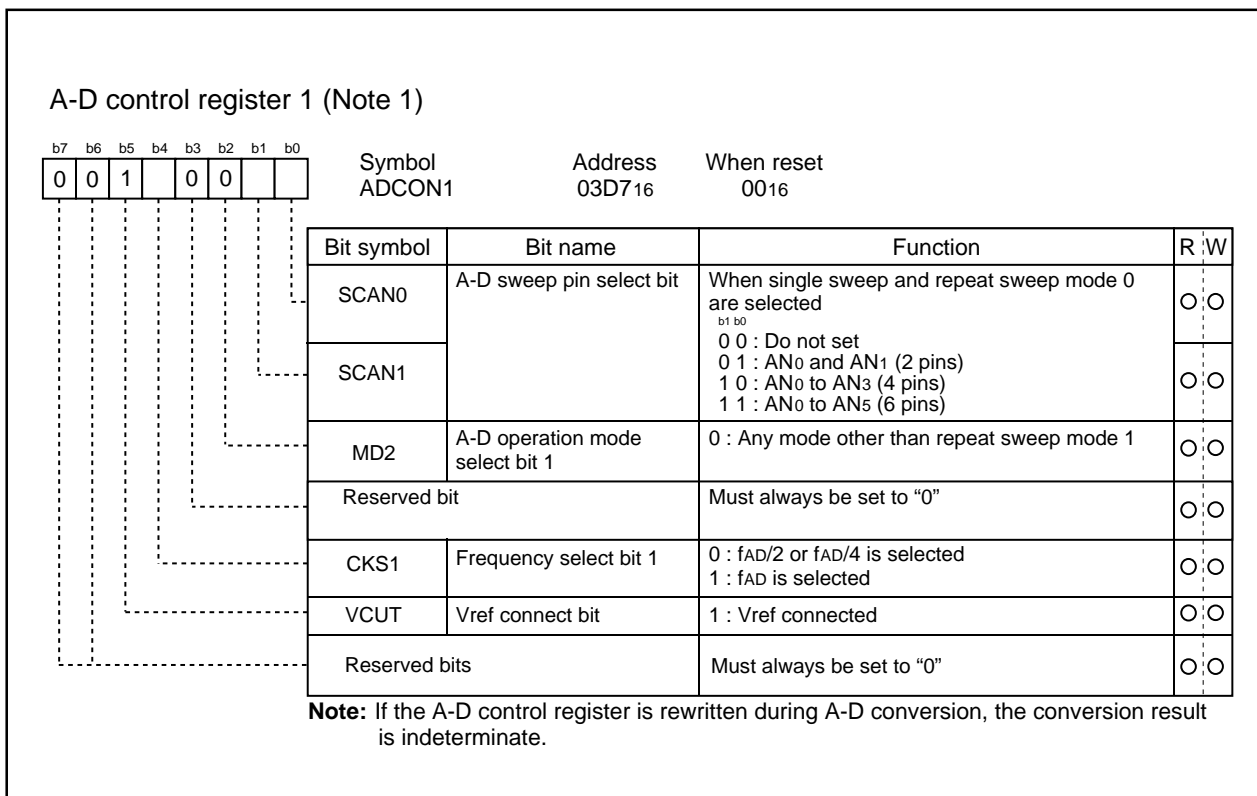 A-D control register 1 (Note 1)
b7 b6 b5 b4 b3 b2 b1 b0
0 0 1 0 0
Symbol Address When reset
ADCON1 03D716 0016
Bit symbol Bit name Function R W
SCAN0 A-D sweep pin select bit When single sweep and repeat sweep mode 0
are selected
b1 b0
0 0 : Do not set
0 1 : AN0 and AN1 (2 pins)
SCAN1
1 0 : AN0 to AN3 (4 pins)
1 1 : AN0 to AN5 (6 pins)
MD2 A-D operation mode
select bit 1 0 : Any mode other than repeat sweep mode 1
Reserved bit Must always be set to “0”
CKS1 Frequency select bit 1 0 : fAD/2 or fAD/4 is selected
1 : fAD is selected
VCUT Vref connect bit 1 : Vref connected
Reserved bits Must always be set to “0”
Note: If the A-D control register is rewritten during A-D conversion, the conversion result
is indeterminate.